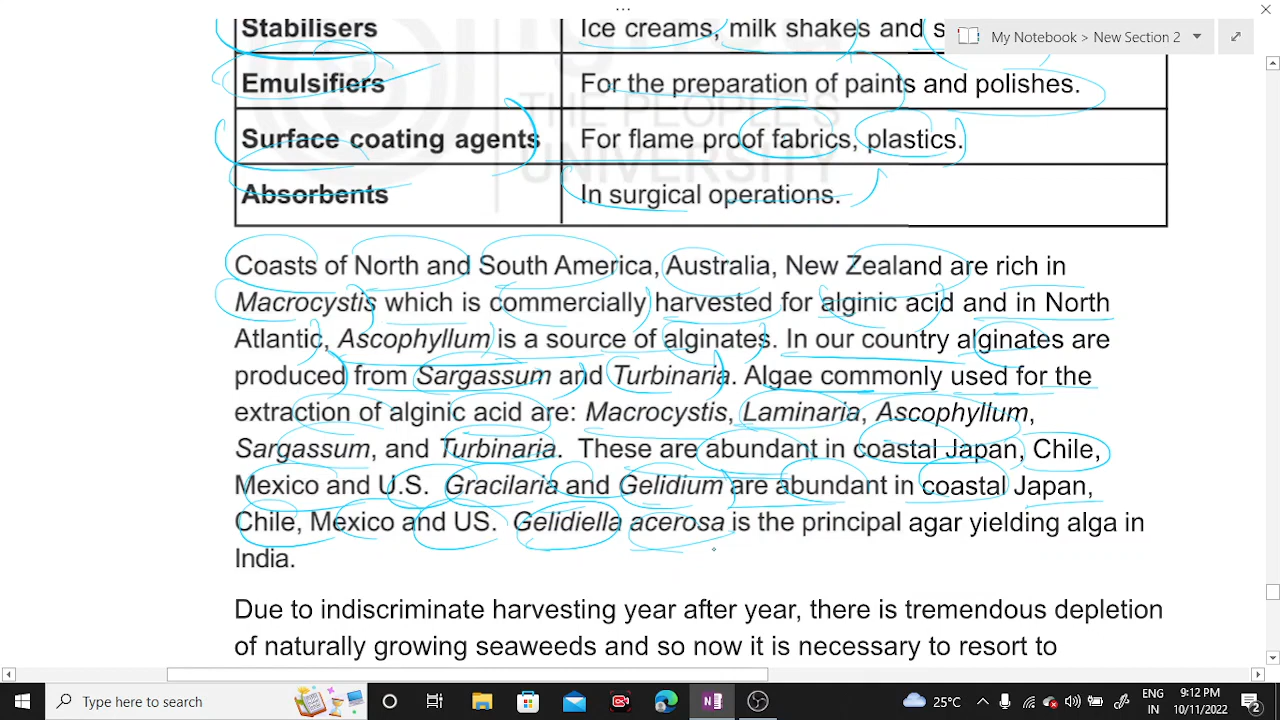 ...
My Notebook > New Section 2
Stabilisers
Ice creams, milk shakes and
Emulsifiers
For the preparation of paints and polishes.
Surface coating agents
For flame proof fabrics, plastics.
Absorbents
In surgical operations.
THE PEOPLE'S
UNIVERSITY
Coasts of North and South America, Australia, New Zealand are rich in
Macrocystis which is commercially harvested for alginic acid and in North
Atlantic, Ascophyllum is a source of alginates. In our country alginates are
produced from Sargassum and Turbinaria. Algae commonly used for the
extraction of alginic acid are: Macrocystis, Laminaria, Ascophyllum,
Sargassum, and Turbinaria. These are abundant in coastal Japan, Chile,
Mexico and U.S. Gracilaria and Gelidium are abundant in coastal Japan,
Chile, Mexico and US. Gelidiella acerosa is the principal agar yielding alga in
India.
Due to indiscriminate harvesting year after year, there is tremendous depletion
of naturally growing seaweeds and so now it is necessary to resort to
Type here to search
25°C
ENG
IN
9:12 PM
10/11/2022
2